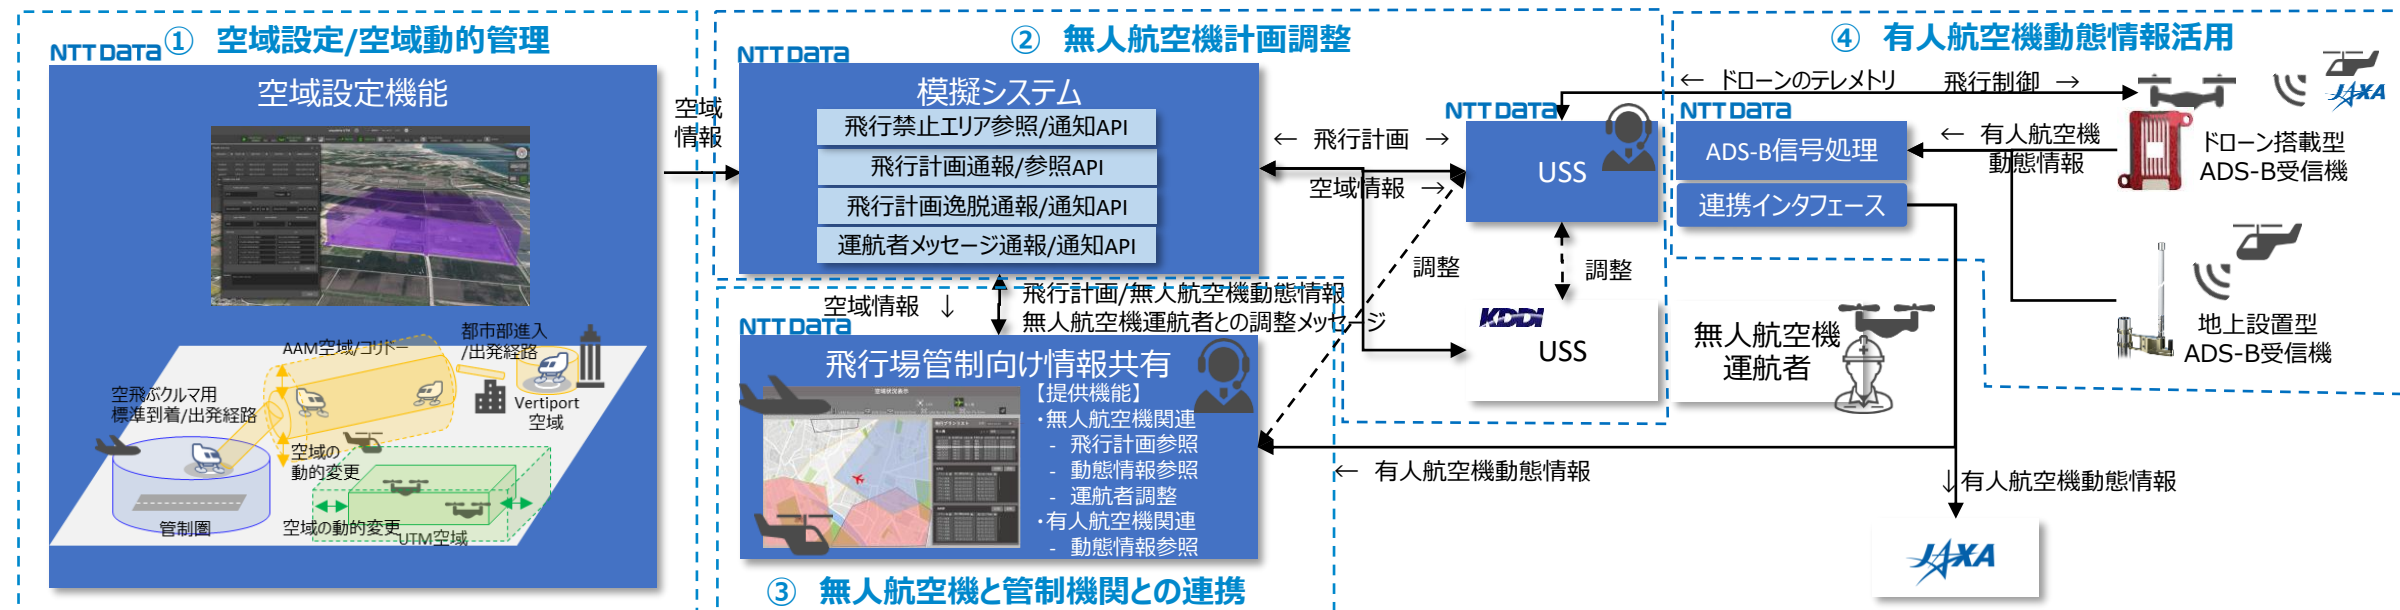 ① 空域設定/空域動的管理
NTT DATA
空域設定機能
AAM空域/コリドー
都市部進入
/出発経路
空飛ぶクルマ用
標準到着/出発経路
Vertiport
空域
空域の
動的変更
管制圏
空域の動的変更
UTM空域
空域
情報
② 無人航空機計画調整
NTT DATA
模擬システム
飛行禁止エリア参照/通知API
飛行計画通報/参照API
飛行計画逸脱通報/通知API
運航者メッセージ通報/通知API
← 飛行計画 →
空域情報 →
NTT DATA
USS
調整
調整
KDDI
USS
空域情報 ↓
飛行計画/無人航空機動態情報
無人航空機運航者との調整メッセージ
NTT DATA
飛行場管制向け情報共有
空域状況表示
【提供機能】
・無人航空機関連
- 飛行計画参照
- 動態情報参照
- 運航者調整
・有人航空機関連
- 動態情報参照
③ 無人航空機と管制機関との連携
④ 有人航空機動態情報活用
← ドローンのテレメトリ
飛行制御 →
JAXA
NTT DATA
ADS-B信号処理
連携インタフェース
← 有人航空機
動態情報
ドローン搭載型
ADS-B受信機
地上設置型
ADS-B受信機
無人航空機
運航者
← 有人航空機動態情報
↓有人航空機動態情報
JAXA